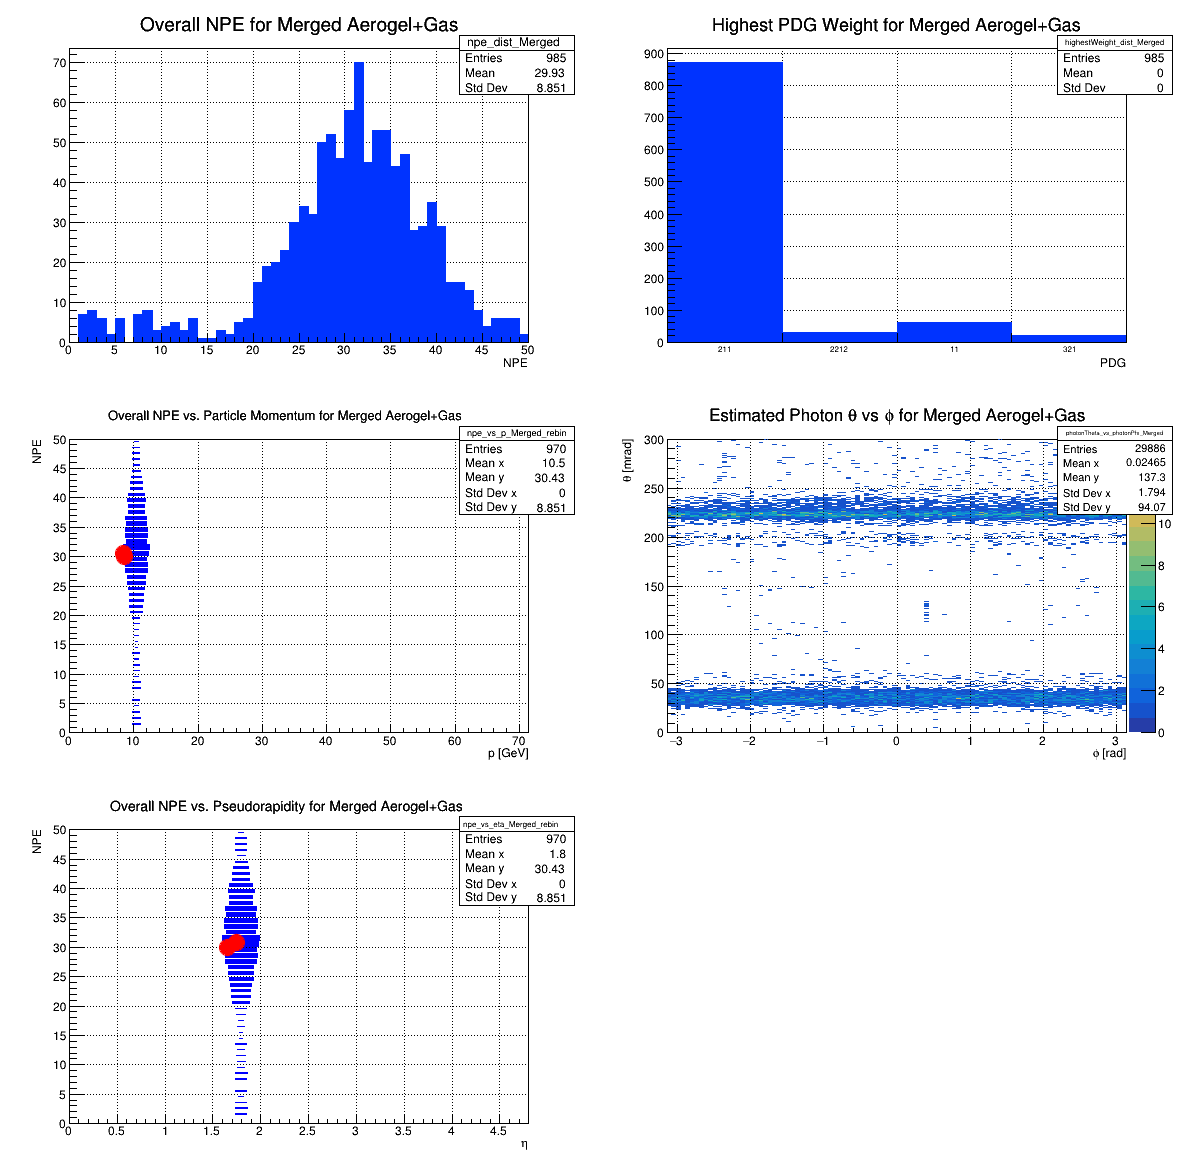 Overall NPE for Merged Aerogel+Gas
npe_dist_Merged
Entries 985
Mean 29.93
Std Dev 8.851
70
60
50
40
30
20
10
0
0 5 10 15 20 25 30 35 40 45 50
NPE
Highest PDG Weight for Merged Aerogel+Gas
highestWeight_dist_Merged
Entries 985
Mean 0
Std Dev 0
900
800
700
600
500
400
300
200
100
0
211 2212 11 321
PDG
Overall NPE vs. Particle Momentum for Merged Aerogel+Gas
npe_vs_p_Merged_rebin
Entries 970
Mean x 10.5
Mean y 30.43
Std Dev x 0
Std Dev y 8.851
NPE
50
45
40
35
30
25
20
15
10
5
0
0 10 20 30 40 50 60 70
p [GeV]
Estimated Photon θ vs ϕ for Merged Aerogel+Gas
photonTheta_vs_photonPhi_Merged
Entries 29886
Mean x 0.02465
Mean y 137.3
Std Dev x 1.794
Std Dev y 94.07
θ [mrad]
300
250
200
150
100
50
0
−3 −2 −1 0 1 2 3
ϕ [rad]
10
8
6
4
2
0
Overall NPE vs. Pseudorapidity for Merged Aerogel+Gas
npe_vs_eta_Merged_rebin
Entries 970
Mean x 1.8
Mean y 30.43
Std Dev x 0
Std Dev y 8.851
NPE
50
45
40
35
30
25
20
15
10
5
0
0 0.5 1 1.5 2 2.5 3 3.5 4 4.5
η